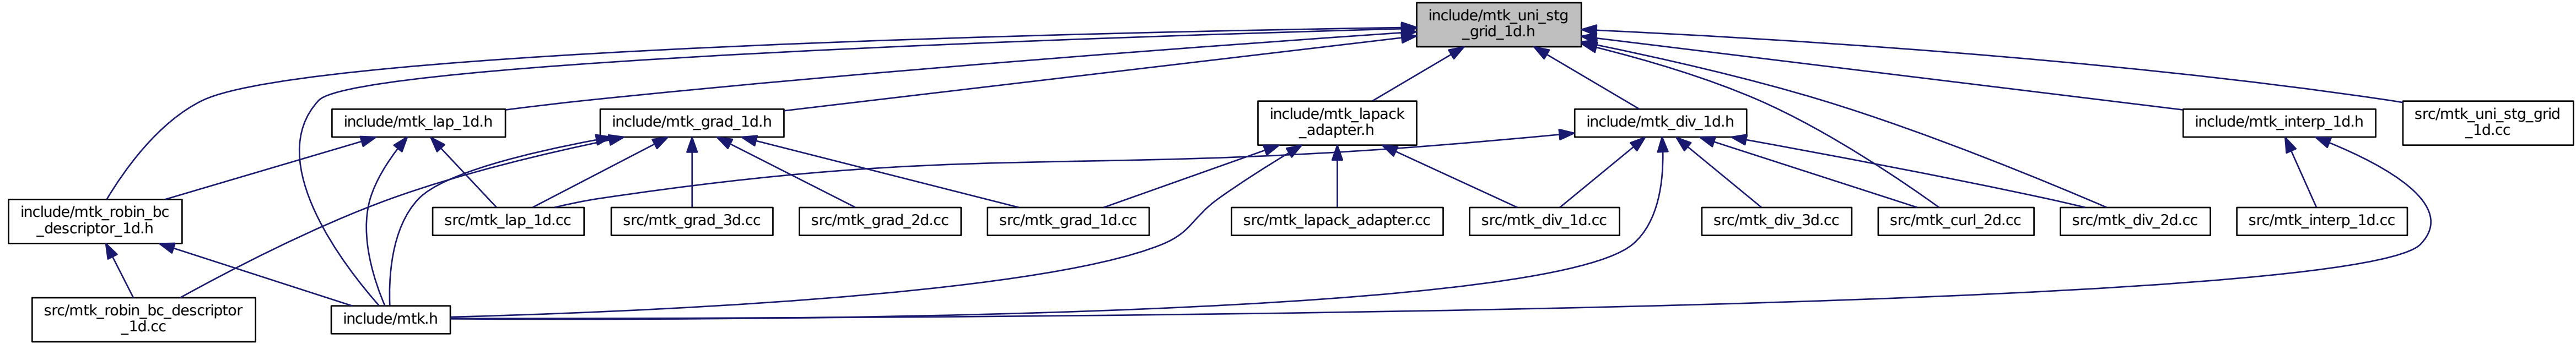 include/mtk_uni_stg
_grid_1d.h
include/mtk_lap_1d.h
include/mtk_grad_1d.h
include/mtk_lapack
_adapter.h
include/mtk_div_1d.h
include/mtk_interp_1d.h
src/mtk_uni_stg_grid
_1d.cc
include/mtk_robin_bc
_descriptor_1d.h
src/mtk_lap_1d.cc
src/mtk_grad_3d.cc
src/mtk_grad_2d.cc
src/mtk_grad_1d.cc
src/mtk_lapack_adapter.cc
src/mtk_div_1d.cc
src/mtk_div_3d.cc
src/mtk_curl_2d.cc
src/mtk_div_2d.cc
src/mtk_interp_1d.cc
src/mtk_robin_bc_descriptor
_1d.cc
include/mtk.h